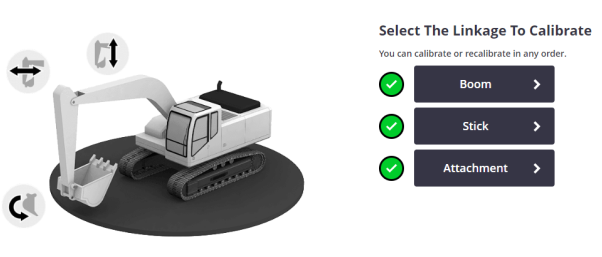 Select The Linkage To Calibrate
You can calibrate or recalibrate in any order.
Boom
Stick
Attachment